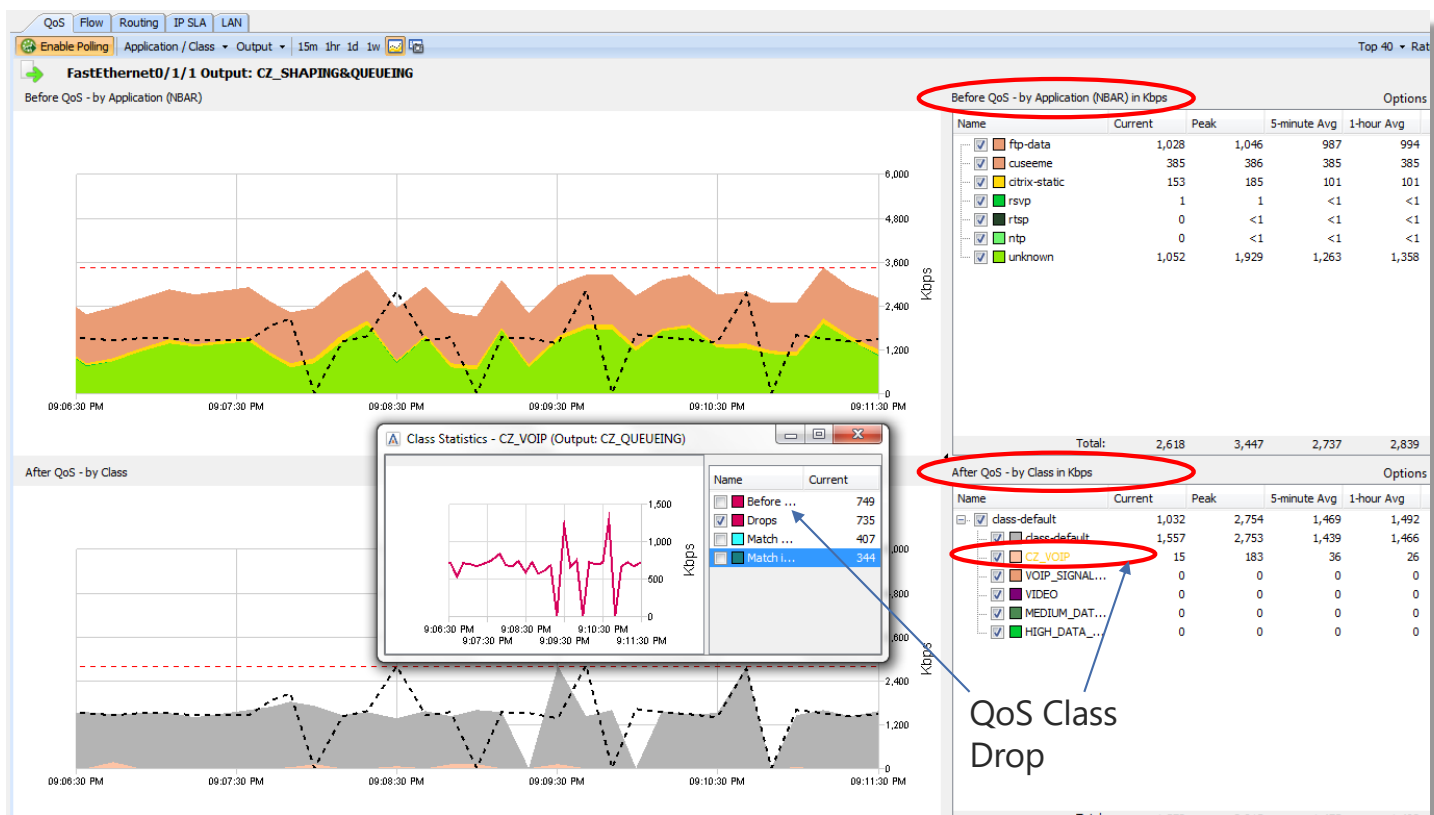 QoS Flow Routing IP SLA LAN
Enable Polling Application / Class Output 15m 1hr 1d 1w Top 40 Rat
FastEthernet0/1/1 Output: CZ_SHAPING&QUEUEING
Before QoS - by Application (NBAR)
6,000
4,800
3,600
2,400
1,200
0
Kbps
09:06:30 PM 09:07:30 PM 09:08:30 PM 09:09:30 PM 09:10:30 PM 09:11:30 PM
Before QoS - by Application (NBAR) in Kbps Options
Name Current Peak 5-minute Avg 1-hour Avg
ftp-data 1,028 1,046 987 994
cuseeme 385 386 385 385
citrix-static 153 185 101 101
rsvp 1 1 <1 <1
rtsp 0 <1 <1 <1
ntp 0 <1 <1 <1
unknown 1,052 1,929 1,263 1,358
Total: 2,618 3,447 2,737 2,839
After QoS - by Class
,000
,800
,600
2,400
1,200
0
Kbps
09:06:30 PM 09:07:30 PM 09:08:30 PM 09:09:30 PM 09:10:30 PM 09:11:30 PM
Class Statistics - CZ_VOIP (Output: CZ_QUEUEING)
1,500
1,000
500
0
Kbps
9:06:30 PM 9:08:30 PM 9:10:30 PM
9:07:30 PM 9:09:30 PM 9:11:30 PM
Name Current
Before ... 749
Drops 735
Match ... 407
Match i... 344
After QoS - by Class in Kbps Options
Name Current Peak 5-minute Avg 1-hour Avg
class-default 1,032 2,754 1,469 1,492
class-default 1,557 2,753 1,439 1,466
CZ_VOIP 15 183 36 26
VOIP_SIGNAL... 0 0 0 0
VIDEO 0 0 0 0
MEDIUM_DAT... 0 0 0 0
HIGH_DATA_... 0 0 0 0
QoS Class
Drop